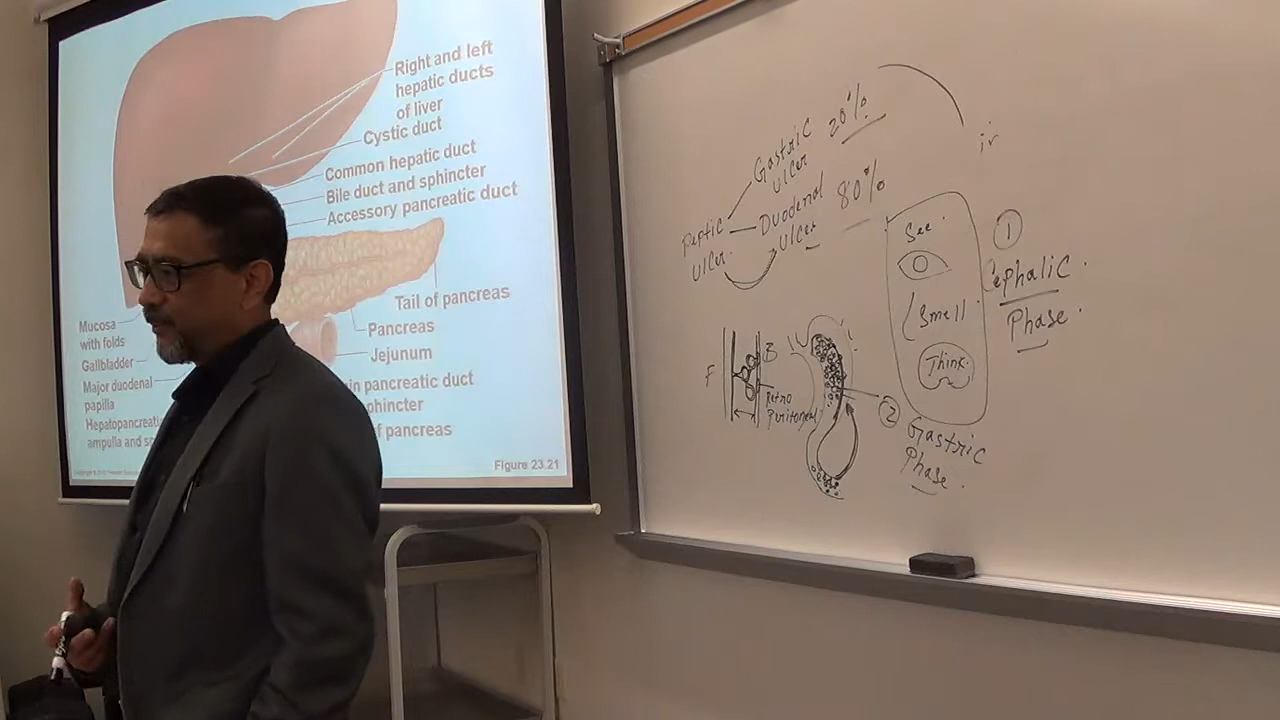 Right and left
hepatic ducts
of liver
Cystic duct
Common hepatic duct
Bile duct and sphincter
Accessory pancreatic duct
Tail of pancreas
Pancreas
Jejunum
pancreatic duct
of pancreas
Mucosa
with folds
Gallbladder
Major duodenal
papilla
ampulla and
Figure 23.21
Peptic
Ulcer
Gastric 20%
Ulcer
Duodenal 80%
Ulcer
See
Smell
Think
1
Cephalic
Phase
F
B
Retro
Peritoneal
2
Gastric
Phase